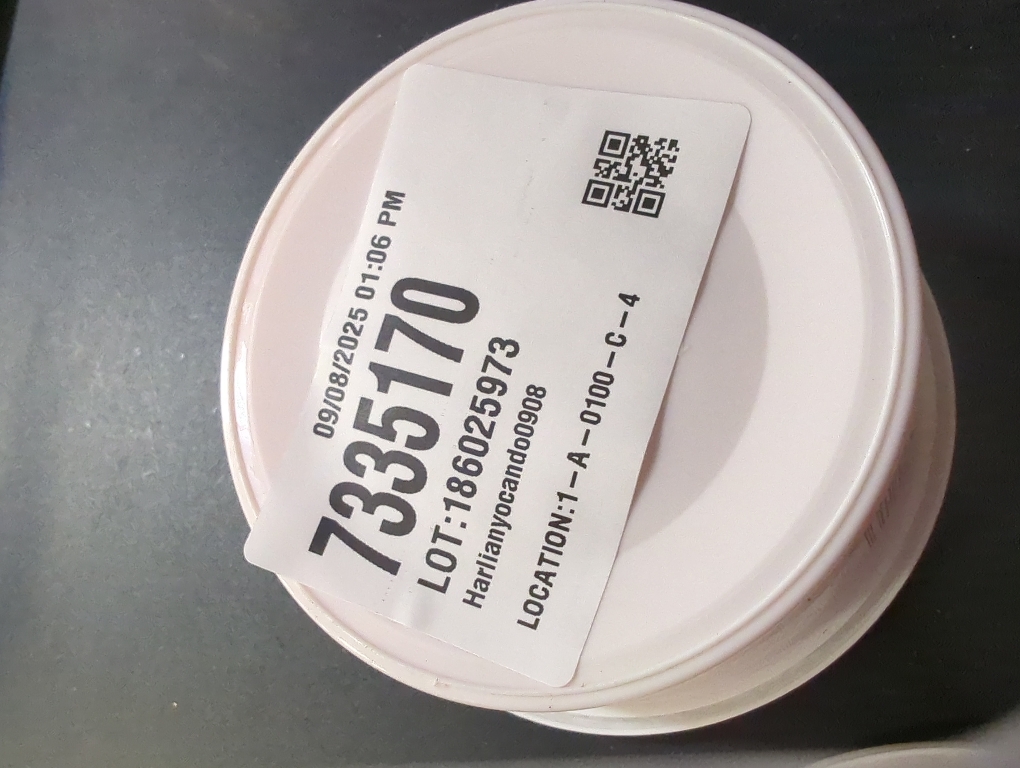 09/08/2025 01:06 PM
7335170
LOT:186025973
Harlianyocando0908
LOCATION:1-A-0100-C-4